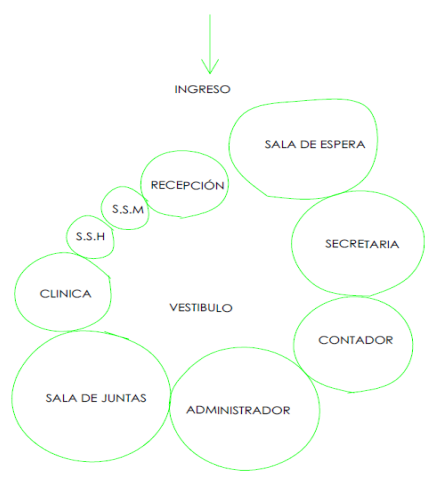 INGRESO
SALA DE ESPERA
RECEPCIÓN
S.S.M
S.S.H
SECRETARIA
CLINICA
VESTIBULO
CONTADOR
SALA DE JUNTAS
ADMINISTRADOR